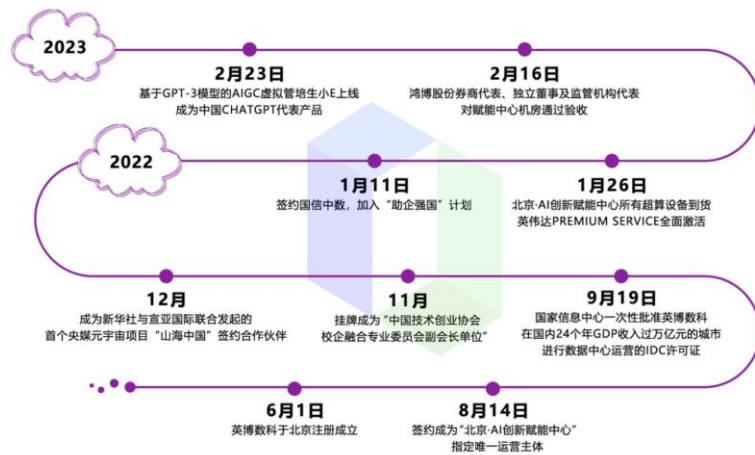 2023
2月23日
基于GPT-3模型的AIGC虚拟管培生小E上线
成为中国CHATGPT代表产品
2月16日
鸿博股份券商代表、独立董事及监管机构代表
对赋能中心机房通过验收
2022
1月11日
签约国信中数，加入“助企强国”计划
1月26日
北京·AI创新赋能中心所有超算设备到货
英伟达PREMIUM SERVICE全面激活
12月
成为新华社与宣亚国际联合发起的
首个央媒元宇宙项目“山海中国”签约合作伙伴
11月
挂牌成为“中国技术创业协会
校企融合专业委员会副会长单位”
9月19日
国家信息中心一次性批准英博数科
在国内24个年GDP收入过万亿元的城市
进行数据中心运营的IDC许可证
6月1日
英博数科于北京注册成立
8月14日
签约成为“北京·AI创新赋能中心”
指定唯一运营主体